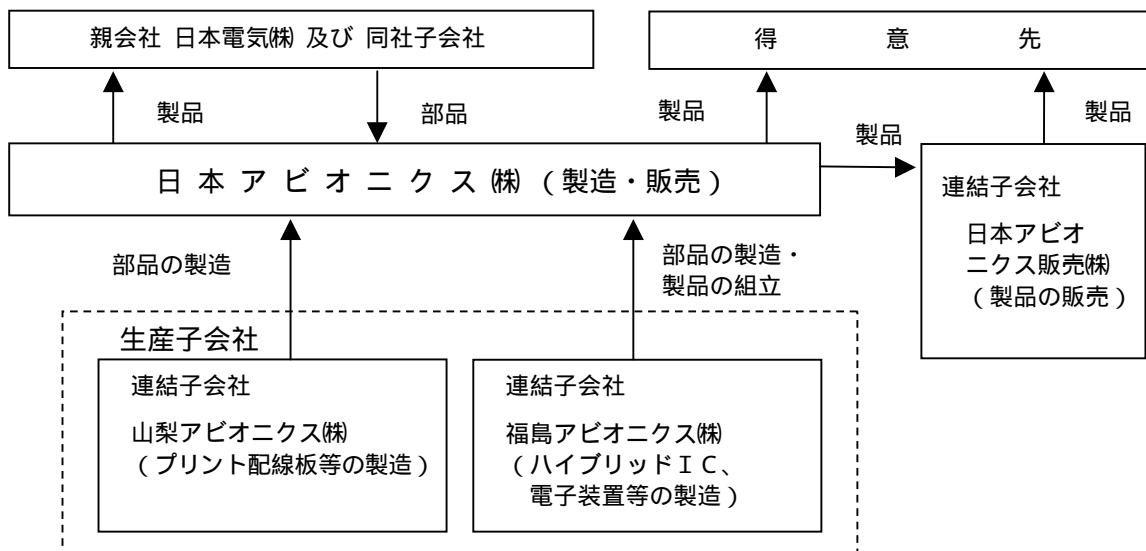 親会社 日本電気㈱ 及び 同社子会社
得 意 先
製品
部品
製品
製品
製品
日 本 ア ビ オ ニ ク ス ㈱ (製造・販売)
連結子会社
日本アビオ
ニクス販売㈱
(製品の販売)
部品の製造
部品の製造・
製品の組立
生産子会社
連結子会社
山梨アビオニクス㈱
(プリント配線板等の製造)
連結子会社
福島アビオニクス㈱
(ハイブリッドＩＣ、
電子装置等の製造)